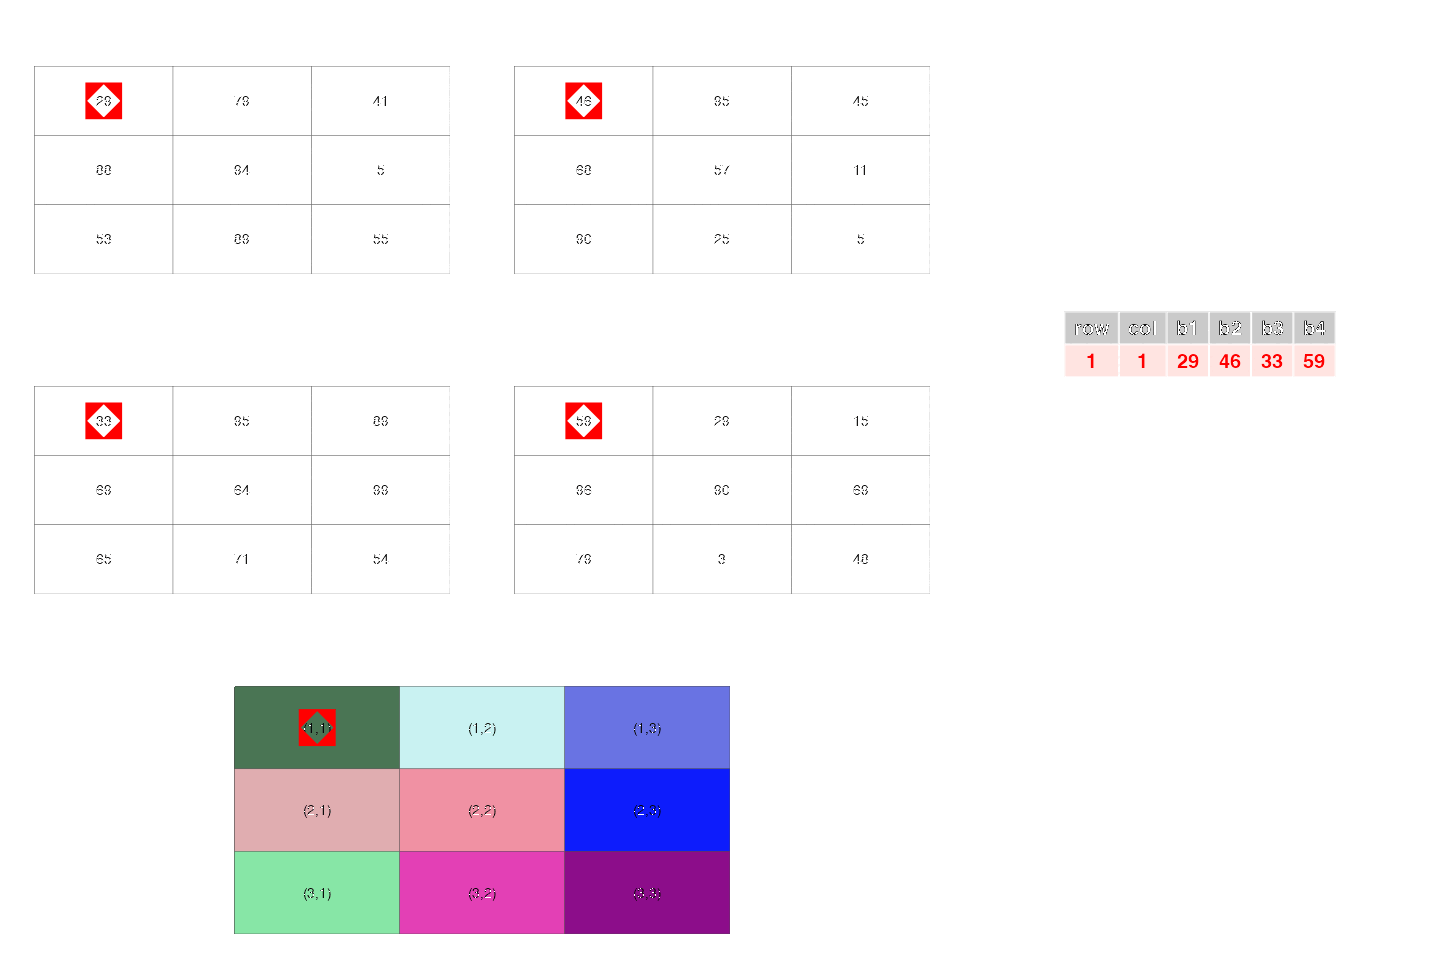 29 79 41 46 95 45
88 94 5 68 57 11
53 89 55 90 25 5
row col b1 b2 b3 b4
1 1 29 46 33 59
33 95 89 59 29 15
69 64 99 96 90 69
65 71 54 79 3 48
(1,1) (1,2) (1,3)
(2,1) (2,2) (2,3)
(3,1) (3,2) (3,3)